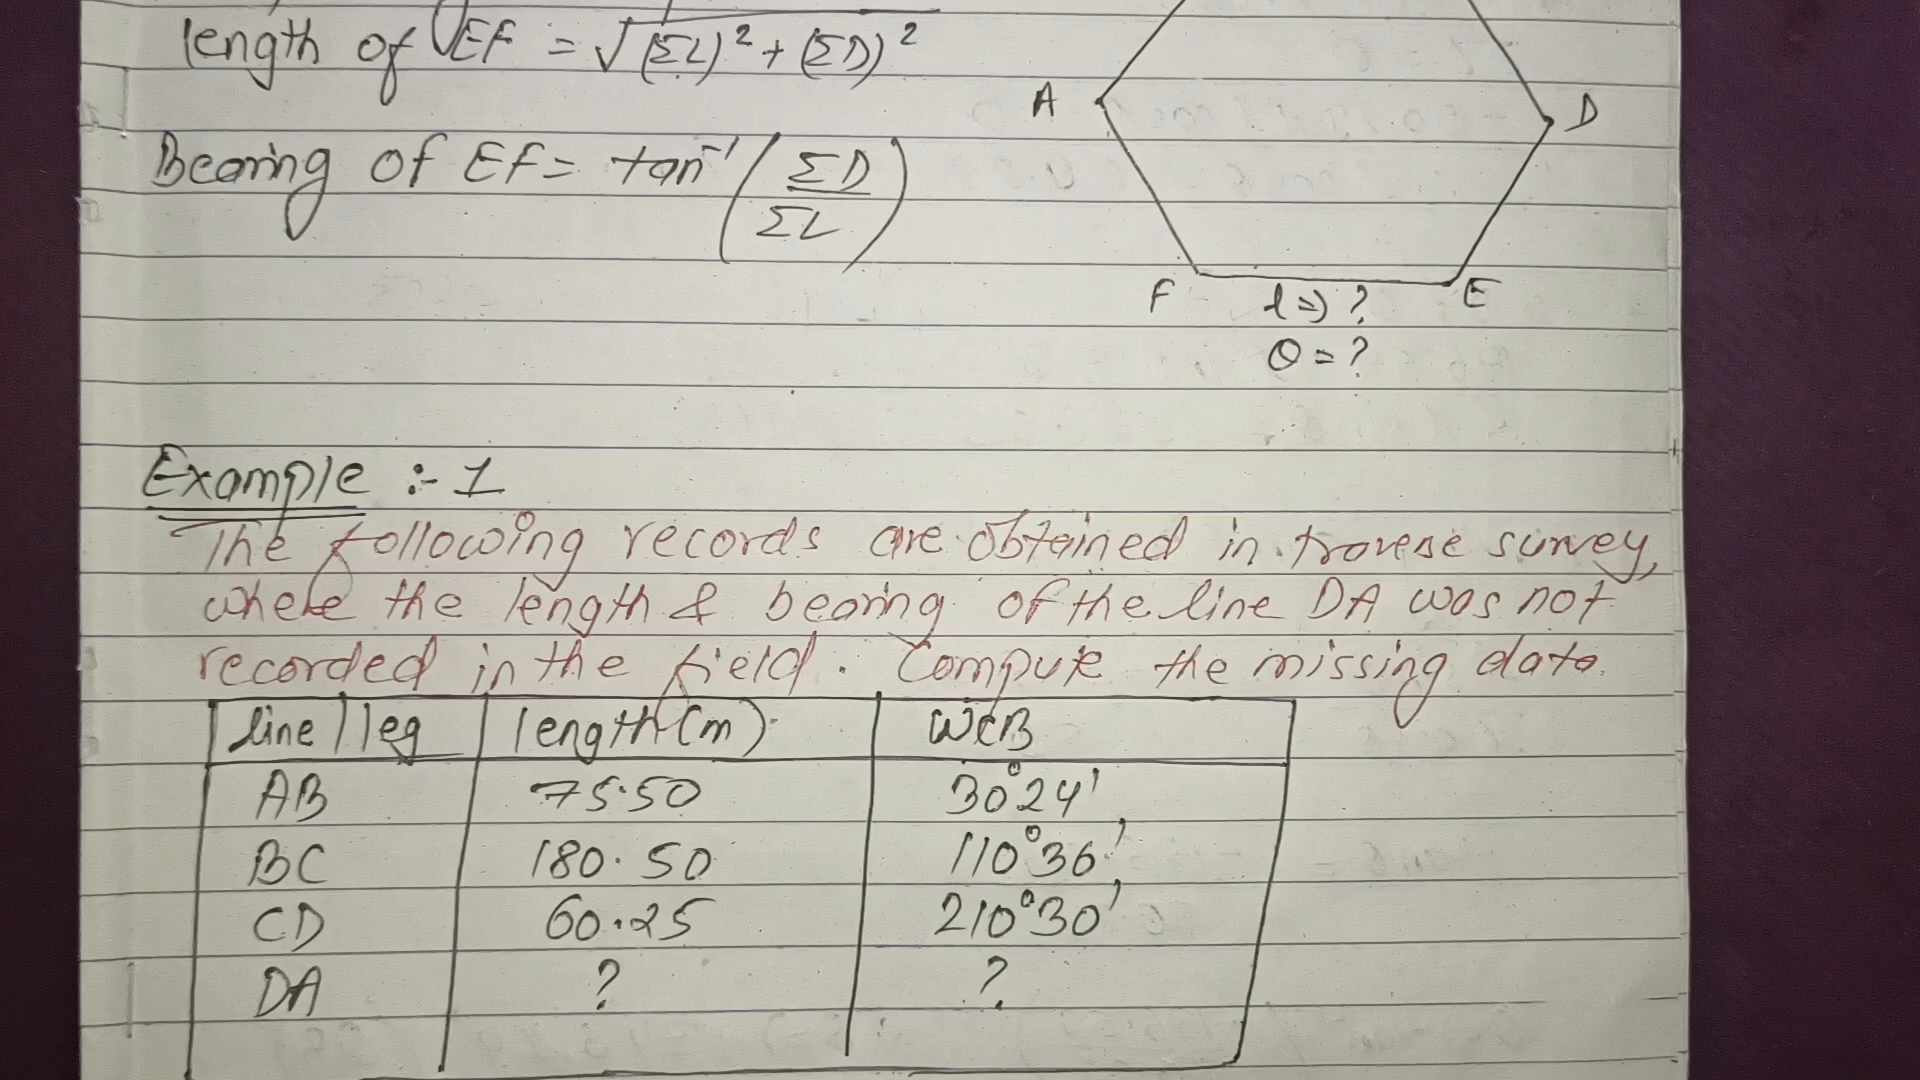 length of EF = √(ΣL)² + (ΣD)²
Bearing of EF = tan⁻¹ (ΣD/ΣL)
A
D
F
E
l => ?
θ = ?
Example :- 1
The following records are obtained in traverse survey,
where the length & bearing of the line DA was not
recorded in the field. Compute the missing data.
line/leg length (m) WCB
AB 75.50 30°24'
BC 180.50 110°36'
CD 60.25 210°30'
DA ? ?